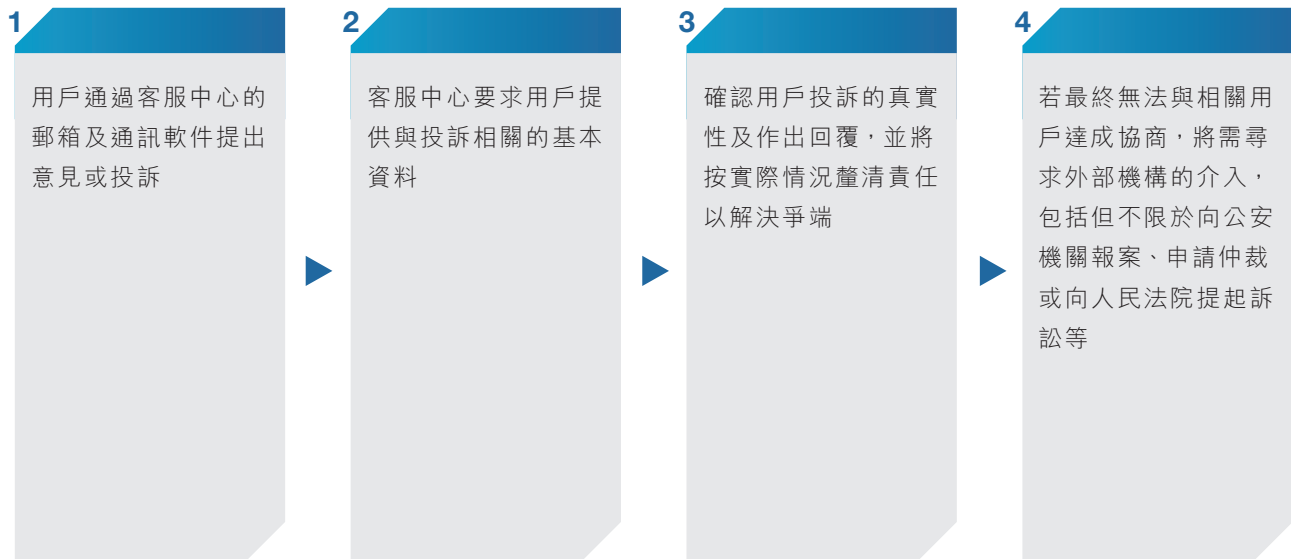 1
用戶通過客服中心的
郵箱及通訊軟件提出
意見或投訴
2
客服中心要求用戶提
供與投訴相關的基本
資料
3
確認用戶投訴的真實
性及作出回覆，並將
按實際情況釐清責任
以解決爭端
4
若最終無法與相關用
戶達成協商，將需尋
求外部機構的介入，
包括但不限於向公安
機關報案、申請仲裁
或向人民法院提起訴
訟等